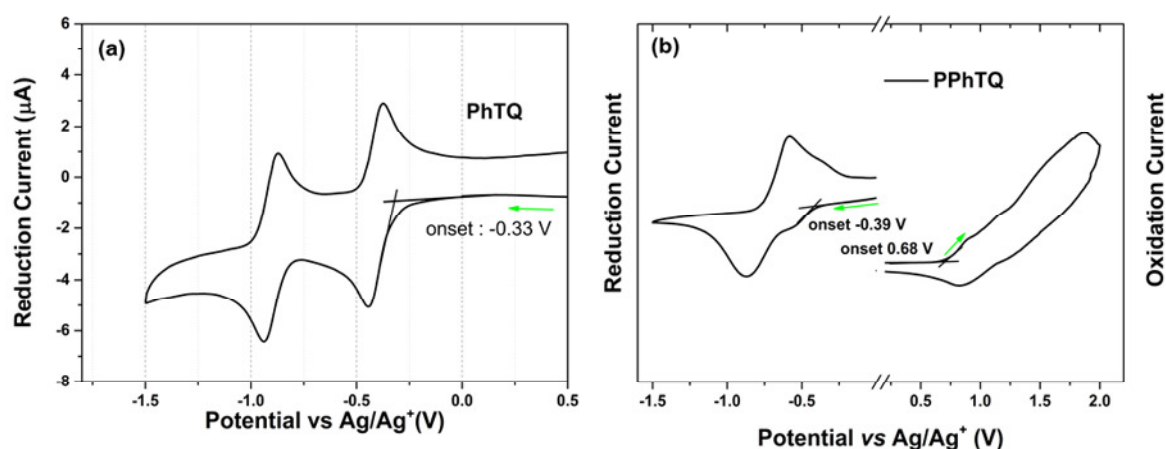 (a)
PhTQ
onset : -0.33 V
Reduction Current (µA)
6
4
2
0
-2
-4
-6
-8
-1.5 -1.0 -0.5 0.0 0.5
Potential vs Ag/Ag⁺(V)
(b)
PPhTQ
onset -0.39 V
onset 0.68 V
Reduction Current
Oxidation Current
-1.5 -1.0 -0.5 1.0 1.5 2.0
Potential vs Ag/Ag⁺ (V)